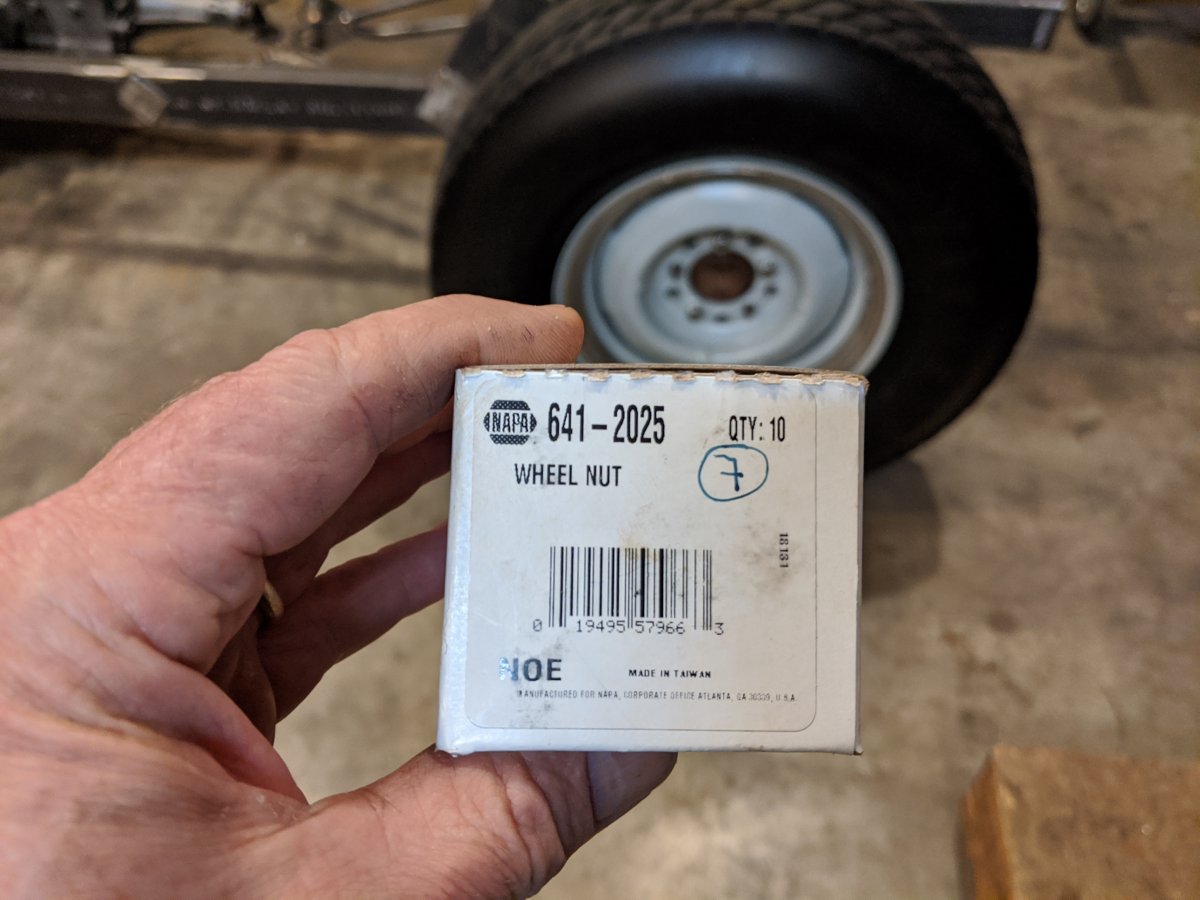 NAPA 641-2025 QTY: 10
WHEEL NUT 7
18181
0 19495 57966 3
NOE MADE IN TAIWAN
MANUFACTURED FOR NAPA, CORPORATE OFFICE ATLANTA, GA 30339, U.S.A.